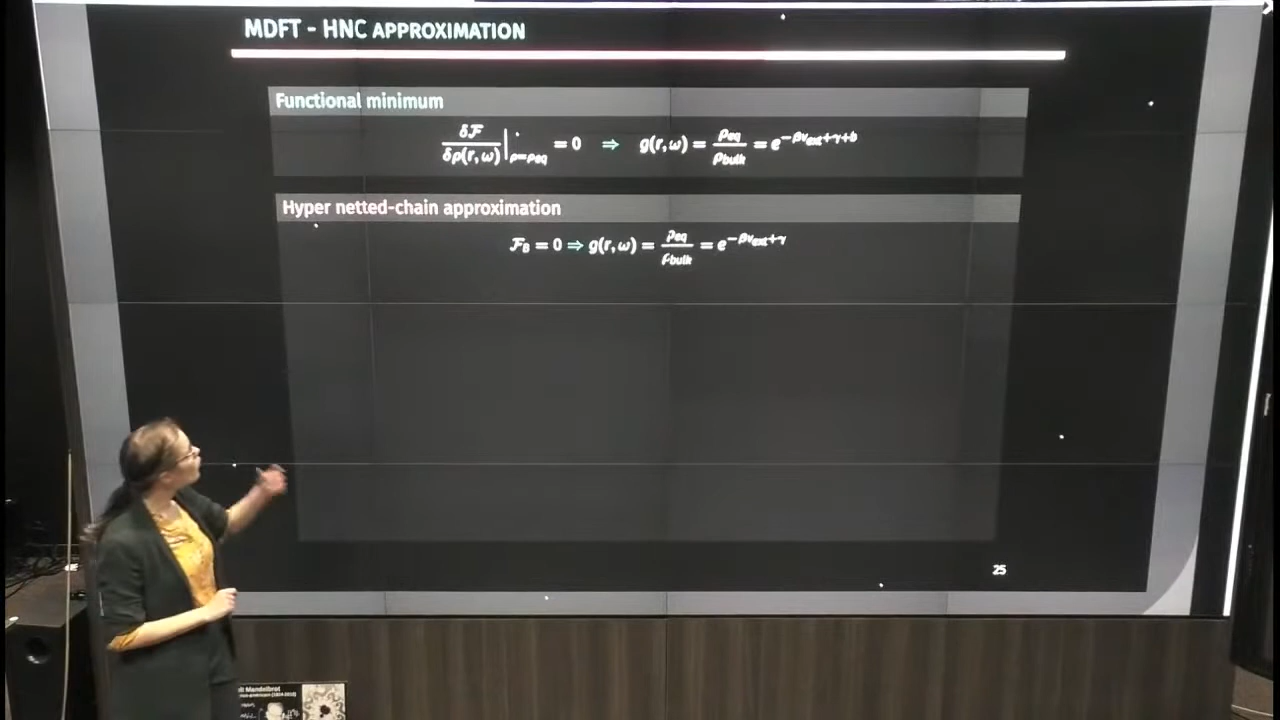 MDFT - HNC APPROXIMATION
Functional minimum
δℱ/δρ(r, ω)|ρ=ρeq = 0 ⇒ g(r, ω) = ρeq/ρbulk = e^−βvext+γ+b
Hyper netted-chain approximation
ℱB = 0 ⇒ g(r, ω) = ρeq/ρbulk = e^−βvext+γ
25
Mandelbrot